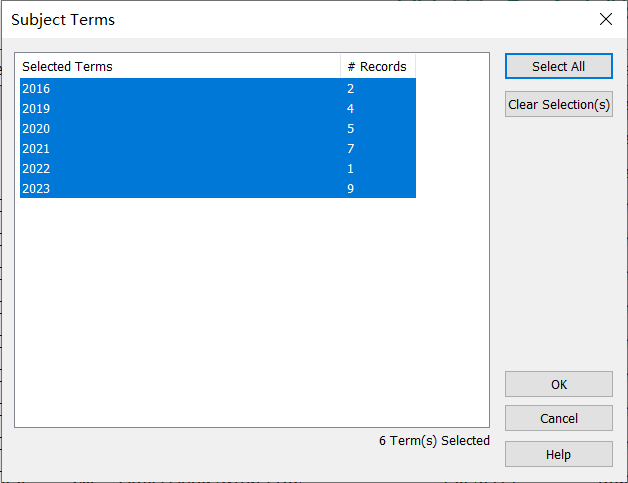 Subject Terms
Selected Terms # Records
2016 2
2019 4
2020 5
2021 7
2022 1
2023 9
6 Term(s) Selected
Select All
Clear Selection(s)
OK
Cancel
Help